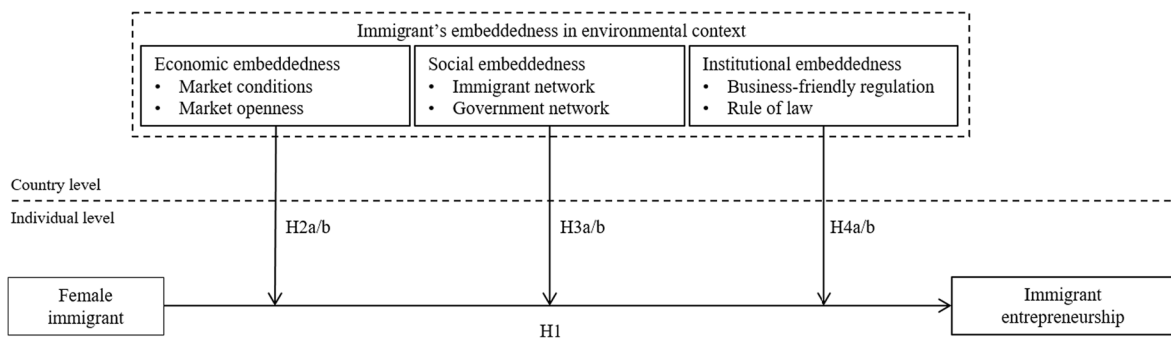 Immigrant's embeddedness in environmental context
Economic embeddedness
• Market conditions
• Market openness
Social embeddedness
• Immigrant network
• Government network
Institutional embeddedness
• Business-friendly regulation
• Rule of law
Country level
Individual level
H2a/b
H3a/b
H4a/b
Female
immigrant
H1
Immigrant
entrepreneurship